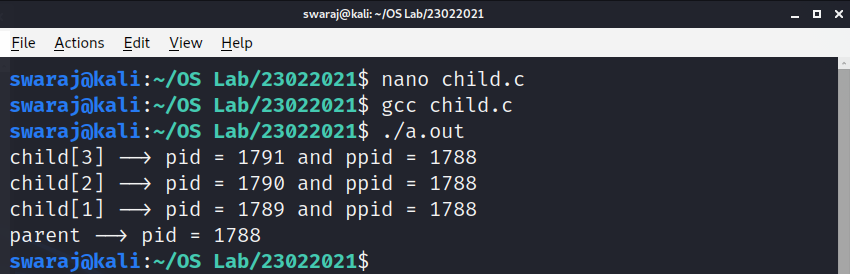 swaraj@kali: ~/OS Lab/23022021
File Actions Edit View Help
swaraj@kali:~/OS Lab/23022021$ nano child.c
swaraj@kali:~/OS Lab/23022021$ gcc child.c
swaraj@kali:~/OS Lab/23022021$ ./a.out
child[3] ⟶ pid = 1791 and ppid = 1788
child[2] ⟶ pid = 1790 and ppid = 1788
child[1] ⟶ pid = 1789 and ppid = 1788
parent ⟶ pid = 1788
swaraj@kali:~/OS Lab/23022021$